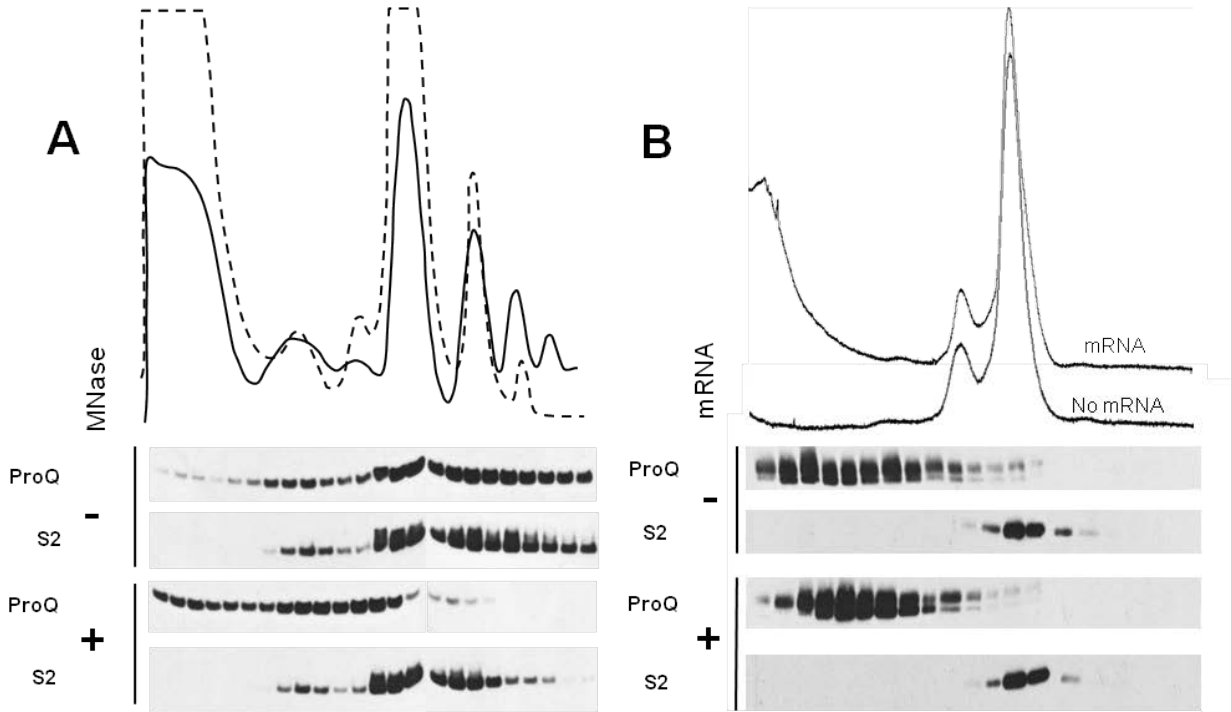 A
MNase
ProQ
-
S2
ProQ
+
S2
B
mRNA
mRNA
No mRNA
ProQ
-
S2
ProQ
+
S2